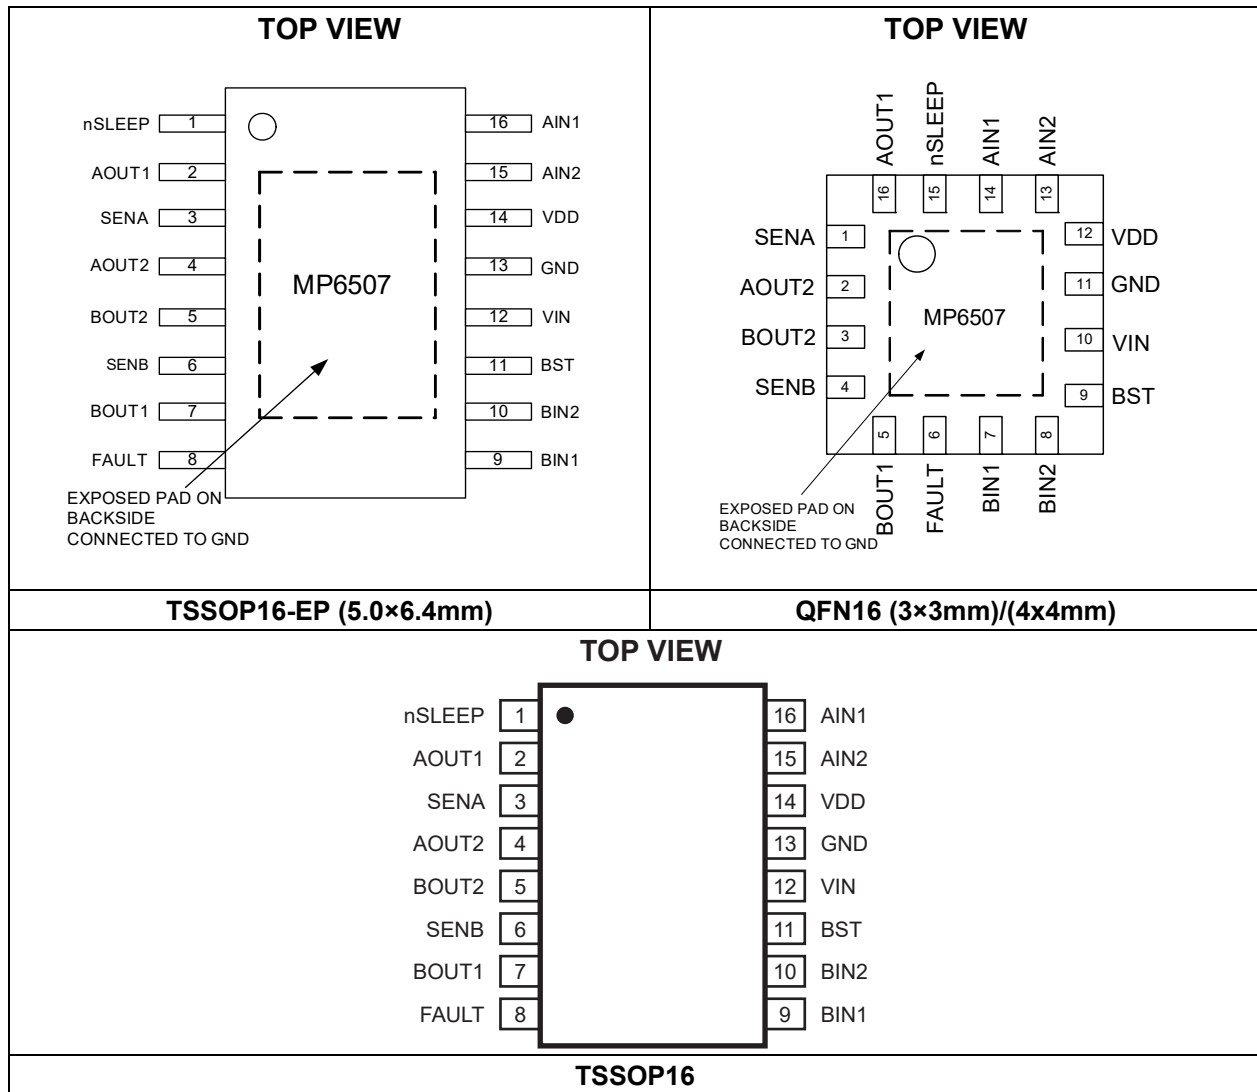 TOP VIEW
nSLEEP 1
AOUT1 2
SENA 3
AOUT2 4
BOUT2 5
SENB 6
BOUT1 7
FAULT 8
16 AIN1
15 AIN2
14 VDD
13 GND
12 VIN
11 BST
10 BIN2
9 BIN1
MP6507
EXPOSED PAD ON
BACKSIDE
CONNECTED TO GND
TSSOP16-EP (5.0×6.4mm)
TOP VIEW
AOUT1 16
nSLEEP 15
AIN1 14
AIN2 13
SENA 1
AOUT2 2
BOUT2 3
SENB 4
12 VDD
11 GND
10 VIN
9 BST
MP6507
5 BOUT1
6 FAULT
7 BIN1
8 BIN2
EXPOSED PAD ON
BACKSIDE
CONNECTED TO GND
QFN16 (3×3mm)/(4x4mm)
TOP VIEW
nSLEEP 1
AOUT1 2
SENA 3
AOUT2 4
BOUT2 5
SENB 6
BOUT1 7
FAULT 8
16 AIN1
15 AIN2
14 VDD
13 GND
12 VIN
11 BST
10 BIN2
9 BIN1
TSSOP16